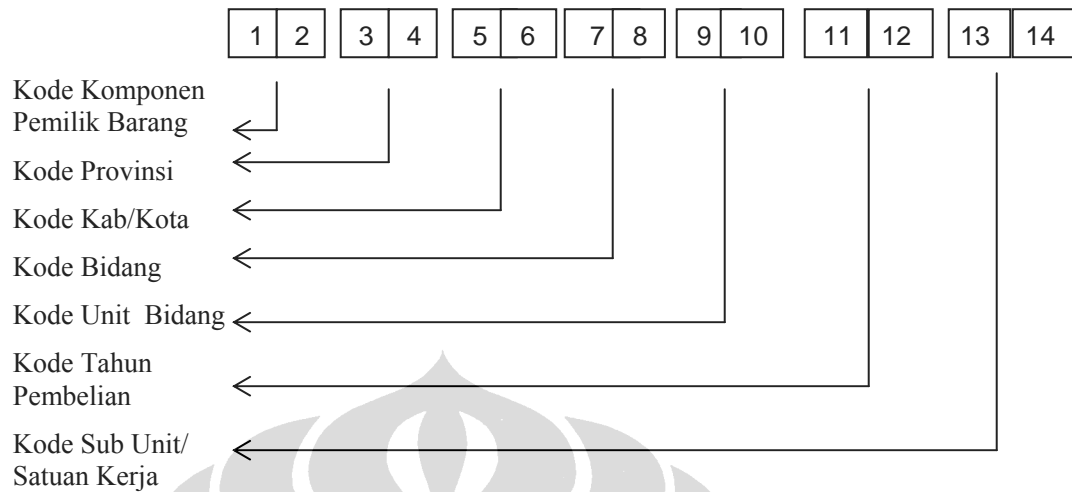 1 2 3 4 5 6 7 8 9 10 11 12 13 14
Kode Komponen
Pemilik Barang
Kode Provinsi
Kode Kab/Kota
Kode Bidang
Kode Unit Bidang
Kode Tahun
Pembelian
Kode Sub Unit/
Satuan Kerja